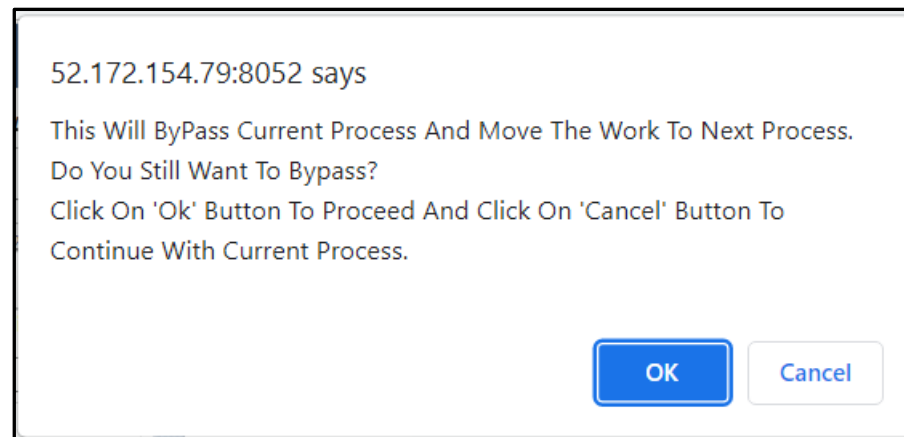 52.172.154.79:8052 says
This Will ByPass Current Process And Move The Work To Next Process.
Do You Still Want To Bypass?
Click On 'Ok' Button To Proceed And Click On 'Cancel' Button To
Continue With Current Process.
OK Cancel